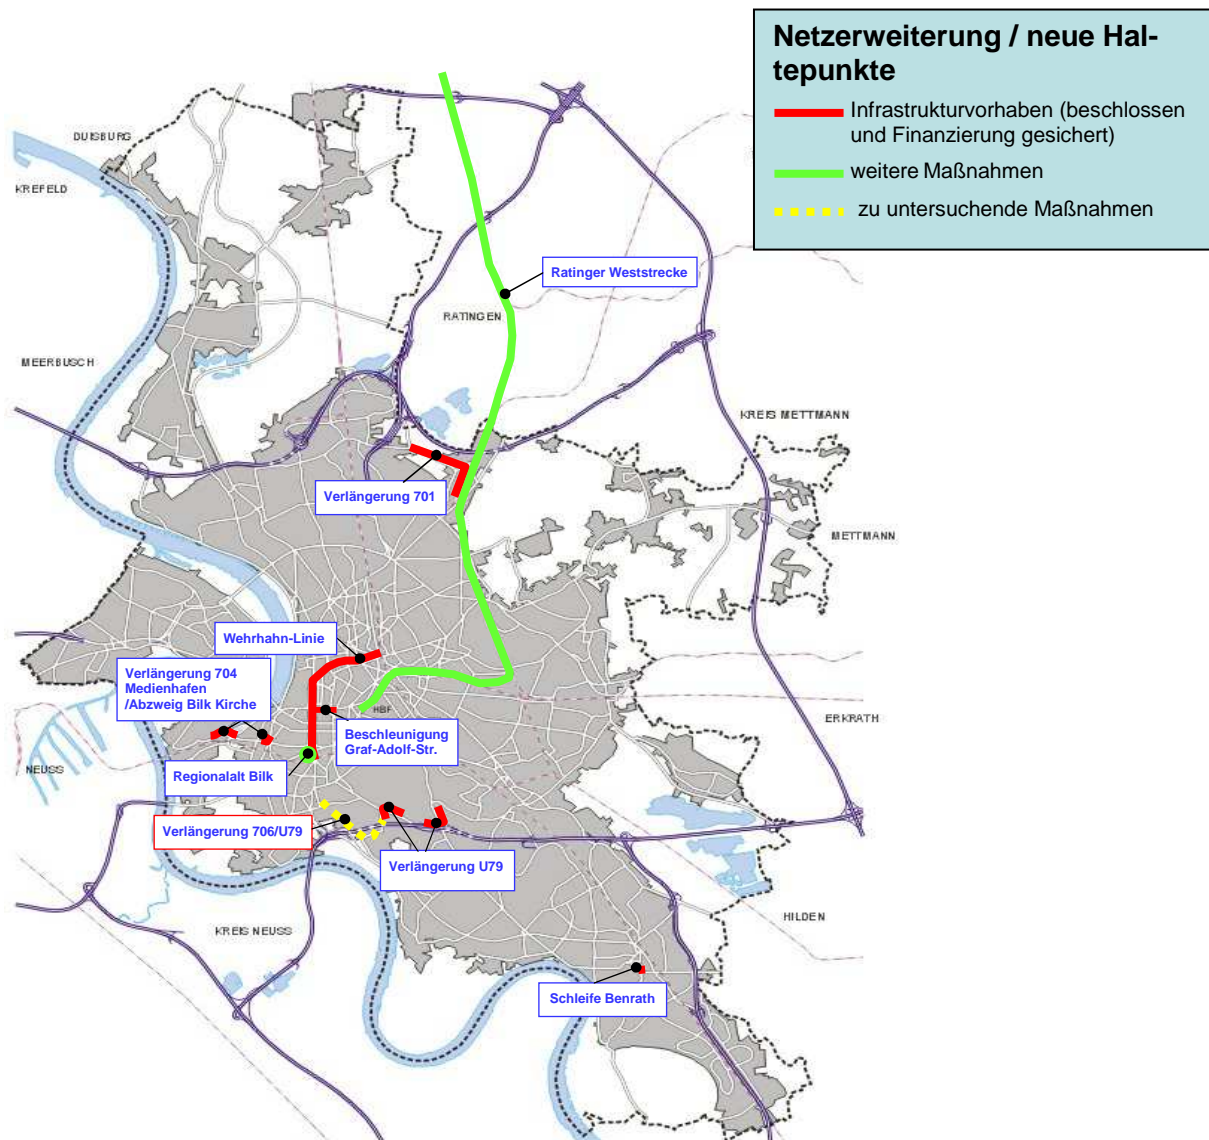 Netzerweiterung / neue Hal-
tepunkte
Infrastrukturvorhaben (beschlossen
und Finanzierung gesichert)
weitere Maßnahmen
zu untersuchende Maßnahmen
DUISBURG
KREFELD
Ratinger Weststrecke
RATINGEN
MEERBUSCH
KREIS METTMANN
Verlängerung 701
METTMANN
Wehrhahn-Linie
Verlängerung 704
Medienhafen
/Abzweig Bilk Kirche
HBF
ERKRATH
Beschleunigung
Graf-Adolf-Str.
NEUSS
Regionalalt Bilk
Verlängerung 706/U79
Verlängerung U79
HILDEN
KREIS NEUSS
Schleife Benrath